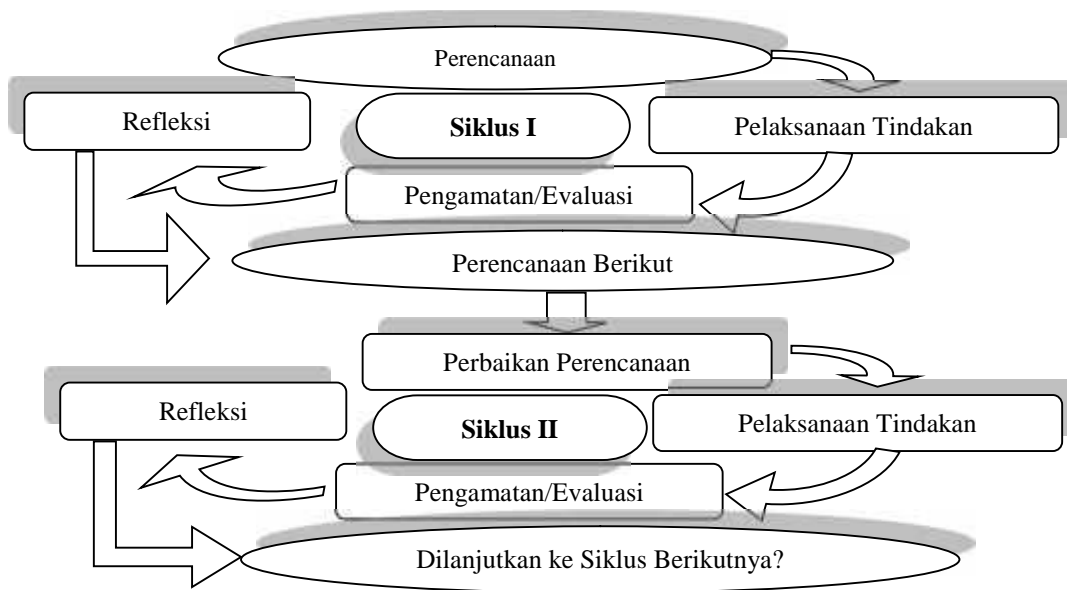 Perencanaan
Refleksi
Siklus I
Pelaksanaan Tindakan
Pengamatan/Evaluasi
Perencanaan Berikut
Perbaikan Perencanaan
Refleksi
Siklus II
Pelaksanaan Tindakan
Pengamatan/Evaluasi
Dilanjutkan ke Siklus Berikutnya?